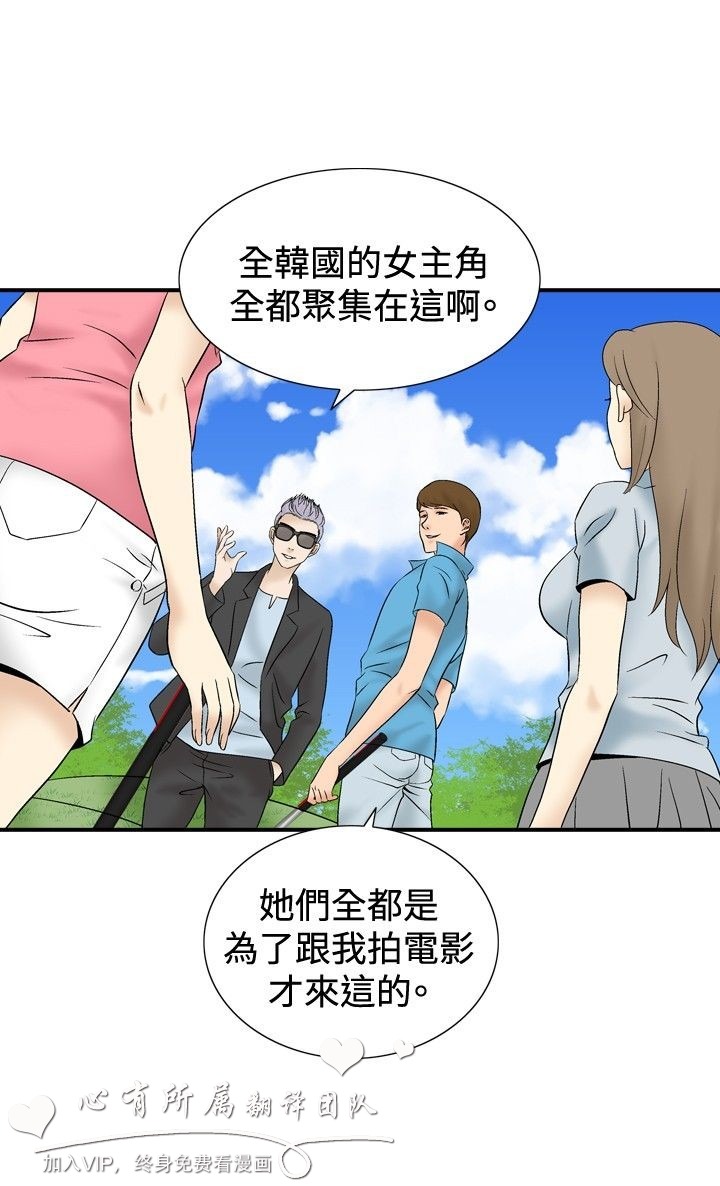 全韓國的女主角
全都聚集在這啊。
她們全都是
為了跟我拍電影
才來這的。
心有所属翻译团队
加入VIP，终身免费看漫画